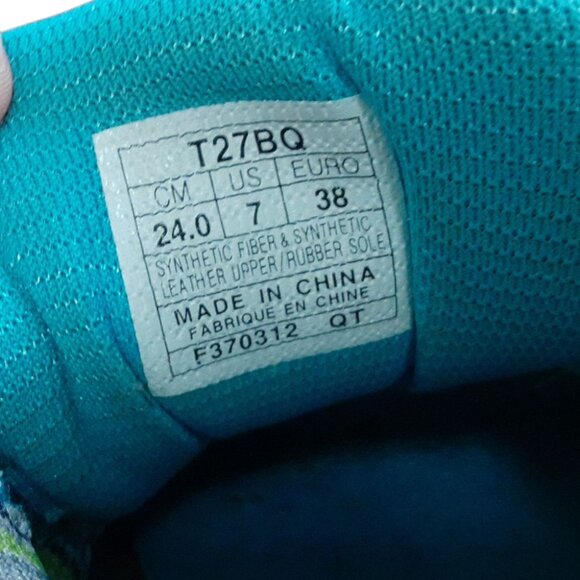 T27BQ
CM US EURO
24.0 7 38
SYNTHETIC FIBER & SYNTHETIC
LEATHER UPPER/RUBBER SOLE
MADE IN CHINA
FABRIQUE EN CHINE
F370312 QT